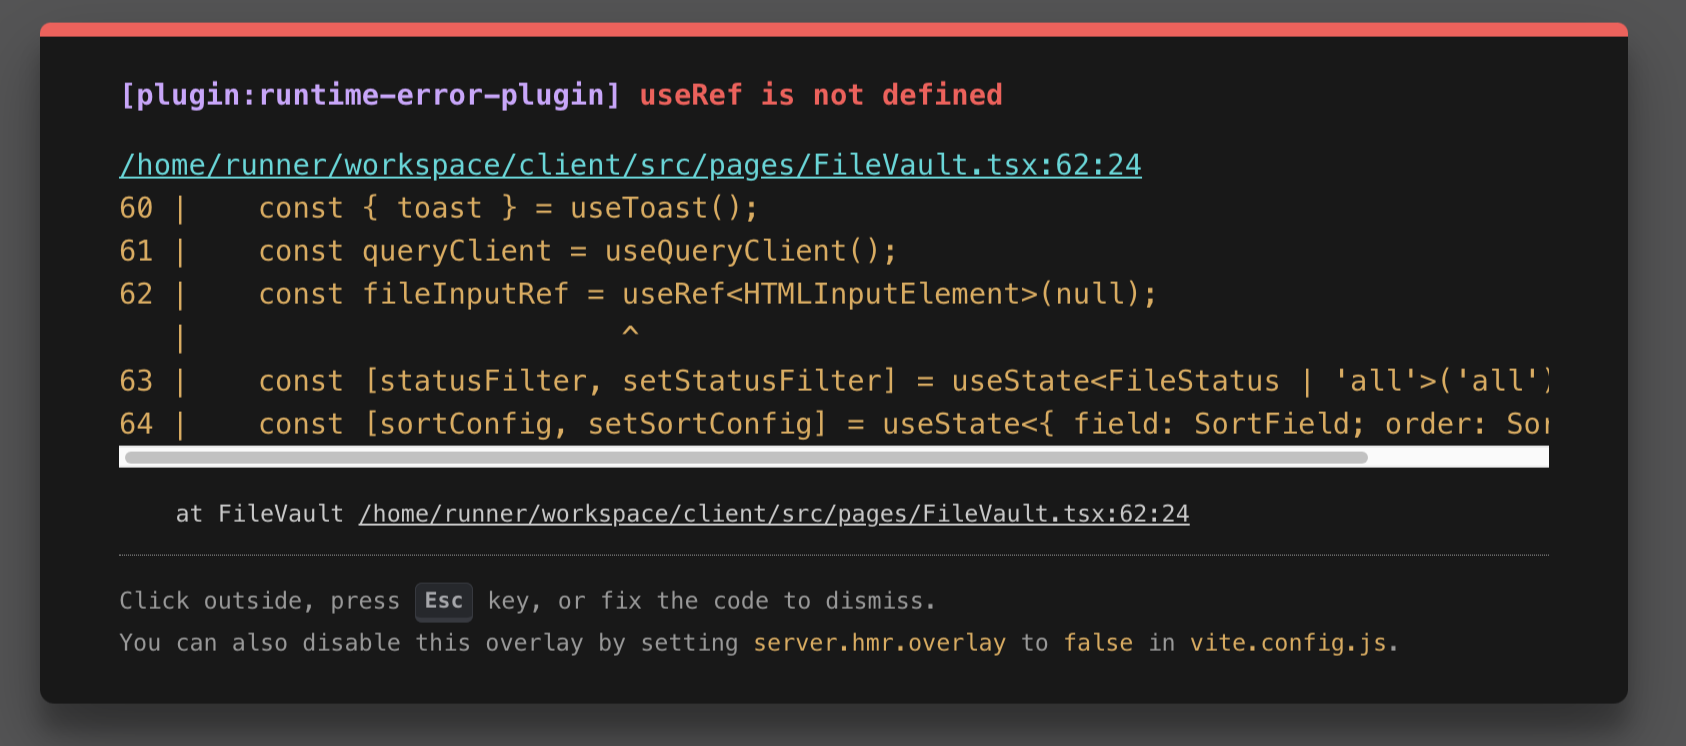 [plugin:runtime-error-plugin] useRef is not defined
/home/runner/workspace/client/src/pages/FileVault.tsx:62:24
60 |    const { toast } = useToast();
61 |    const queryClient = useQueryClient();
62 |    const fileInputRef = useRef<HTMLInputElement>(null);
   |                         ^
63 |    const [statusFilter, setStatusFilter] = useState<FileStatus | 'all'>('all')
64 |    const [sortConfig, setSortConfig] = useState<{ field: SortField; order: Sor
at FileVault /home/runner/workspace/client/src/pages/FileVault.tsx:62:24
Click outside, press Esc key, or fix the code to dismiss.
You can also disable this overlay by setting server.hmr.overlay to false in vite.config.js.